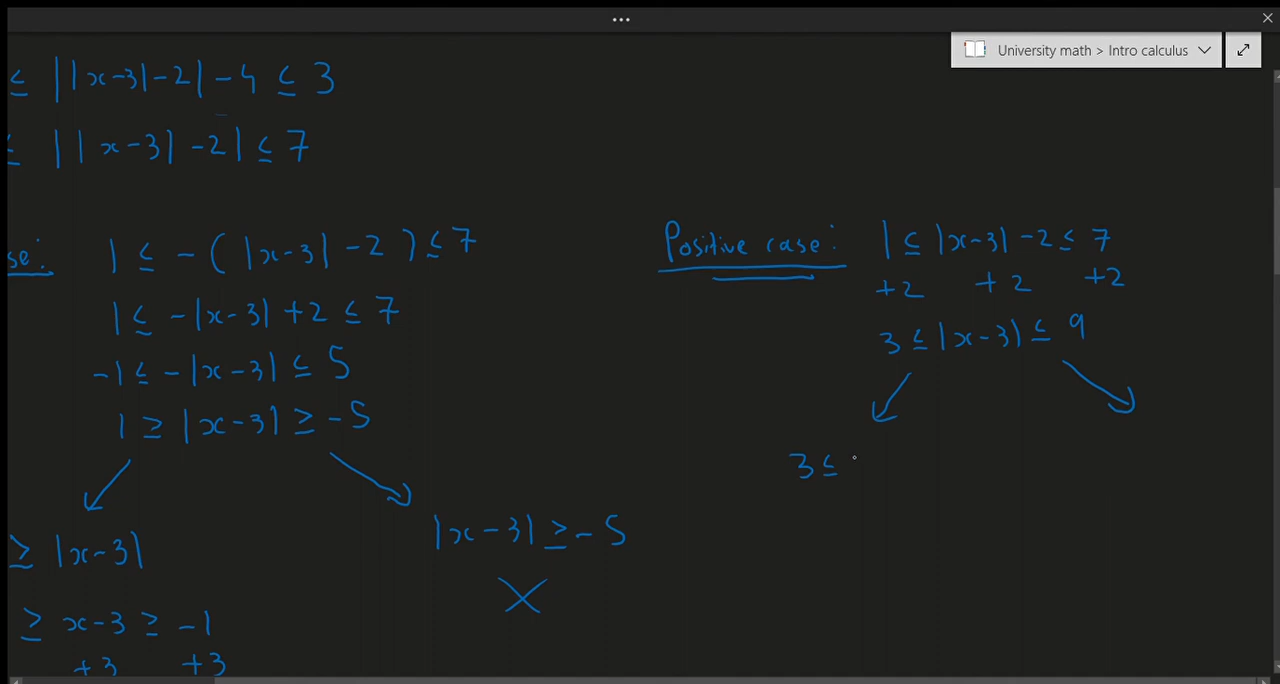 ...
University math > Intro calculus
≤ ||x-3|-2| -4 ≤ 3
≤ ||x-3| -2| ≤ 7
se:
1 ≤ -(|x-3| -2) ≤ 7
1 ≤ -|x-3| +2 ≤ 7
-1 ≤ -|x-3| ≤ 5
1 ≥ |x-3| ≥ -5
≥ |x-3|
|x-3| ≥ -5
≥ x-3 ≥ -1
+3 +3
Positive case:
1 ≤ |x-3| -2 ≤ 7
+2 +2 +2
3 ≤ |x-3| ≤ 9
3 ≤